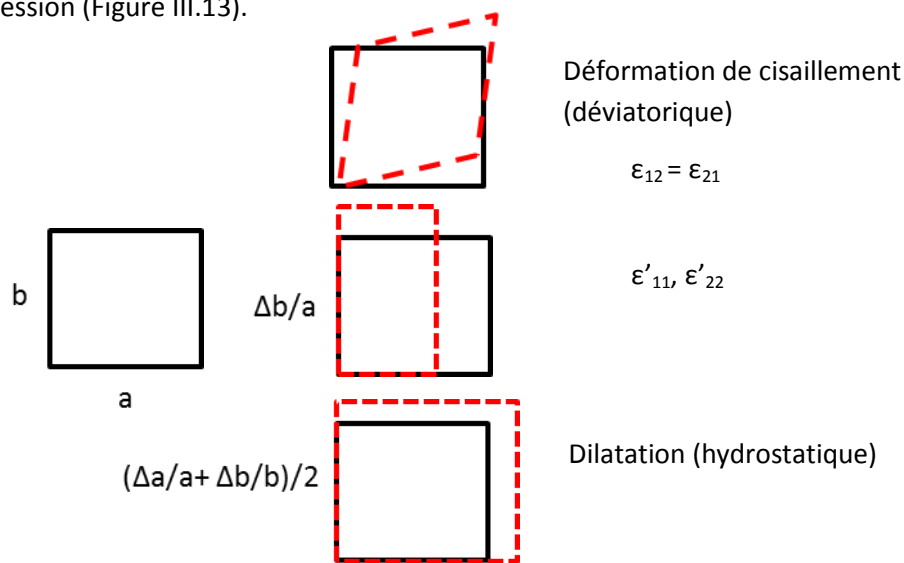 ession (Figure III.13).
Déformation de cisaillement
(déviatorique)
ε₁₂ = ε₂₁
ε’₁₁, ε’₂₂
b
Δb/a
a
(Δa/a+ Δb/b)/2
Dilatation (hydrostatique)